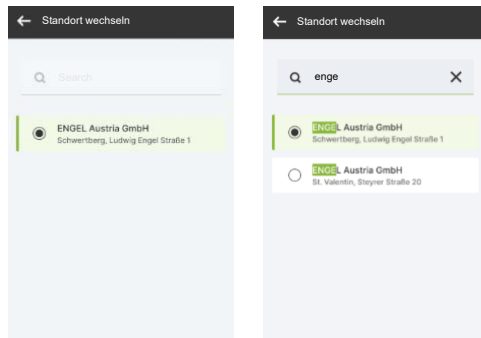 Standort wechseln
Search
ENGEL Austria GmbH
Schwertberg, Ludwig Engel Straße 1
Standort wechseln
enge
ENGEL Austria GmbH
Schwertberg, Ludwig Engel Straße 1
ENGEL Austria GmbH
St. Valentin, Steyrer Straße 20